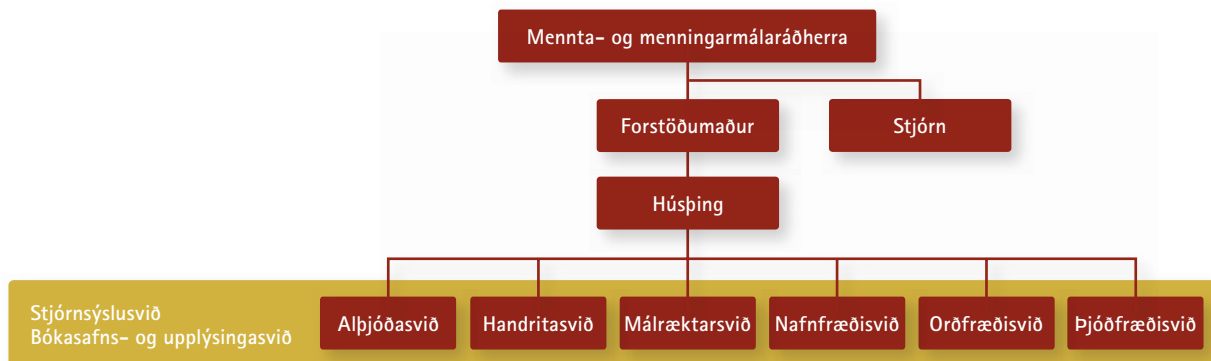 Mennta- og menningarmálaráðherra
Forstöðumaður
Stjórn
Húsþing
Stjórnsýslusvið
Bókasafns- og upplýsingasvið
Alþjóðasvið
Handritasvið
Málræktarsvið
Nafnfræðisvið
Orðfræðisvið
Þjóðfræðisvið